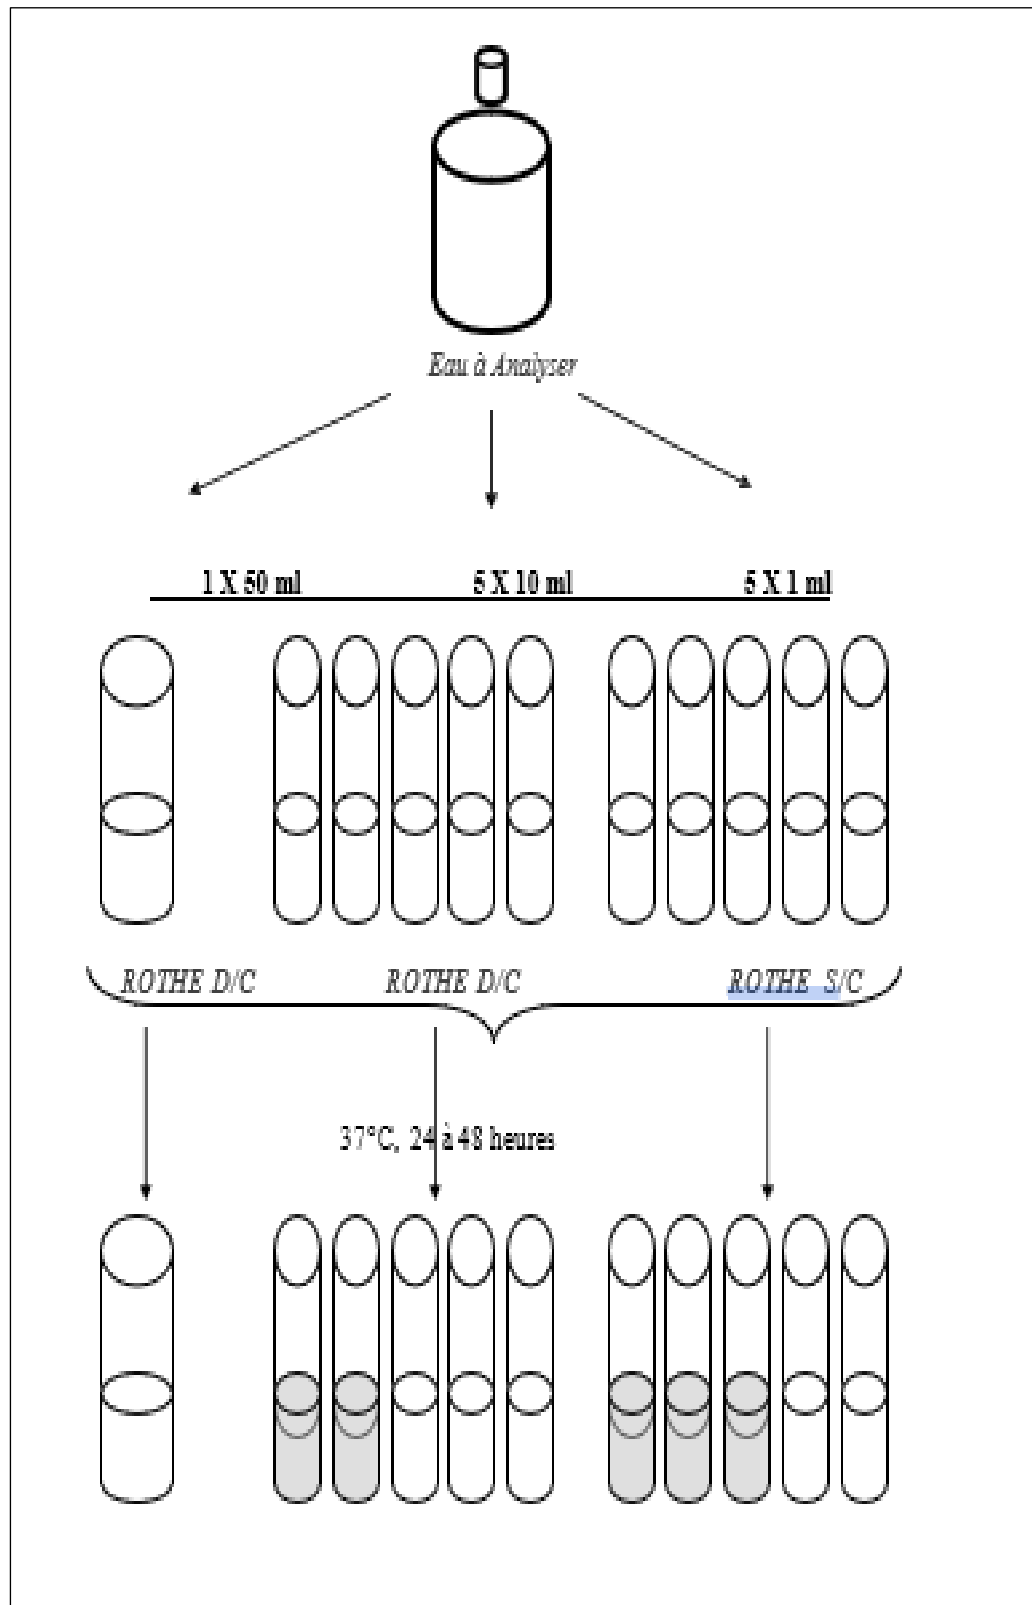 Eau à Analyser
1 X 50 ml 5 X 10 ml 5 X 1 ml
ROTHE D/C ROTHE D/C ROTHE S/C
37°C, 24 à 48 heures